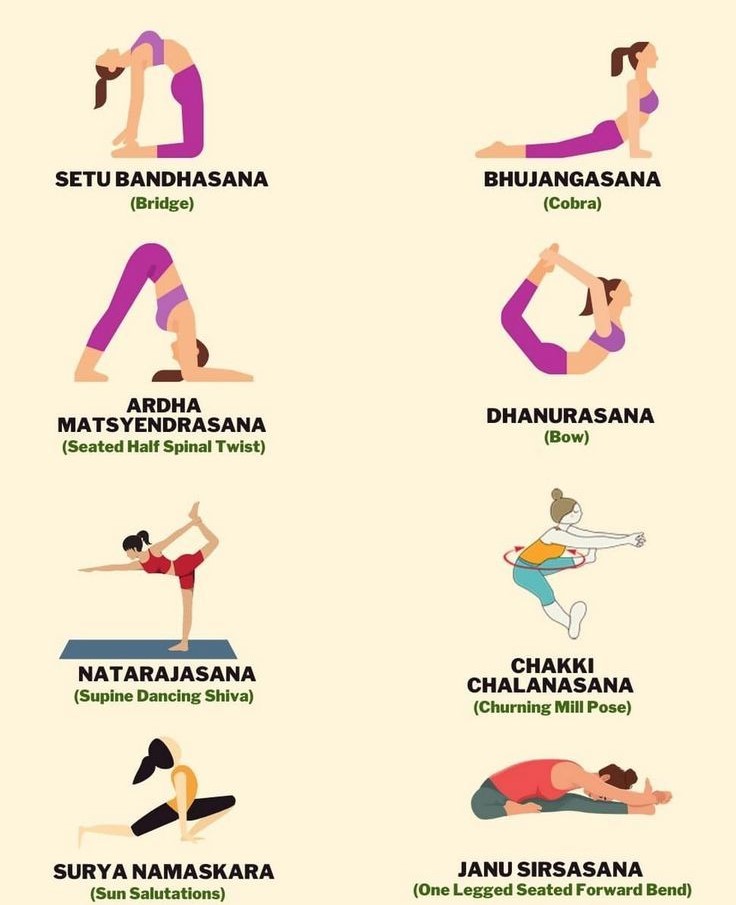 SETU BANDHASANA
(Bridge)
BHUJANGASANA
(Cobra)
ARDHA
MATSYENDRASANA
(Seated Half Spinal Twist)
DHANURASANA
(Bow)
NATARAJASANA
(Supine Dancing Shiva)
CHAKKI
CHALANASANA
(Churning Mill Pose)
SURYA NAMASKARA
(Sun Salutations)
JANU SIRSASANA
(One Legged Seated Forward Bend)